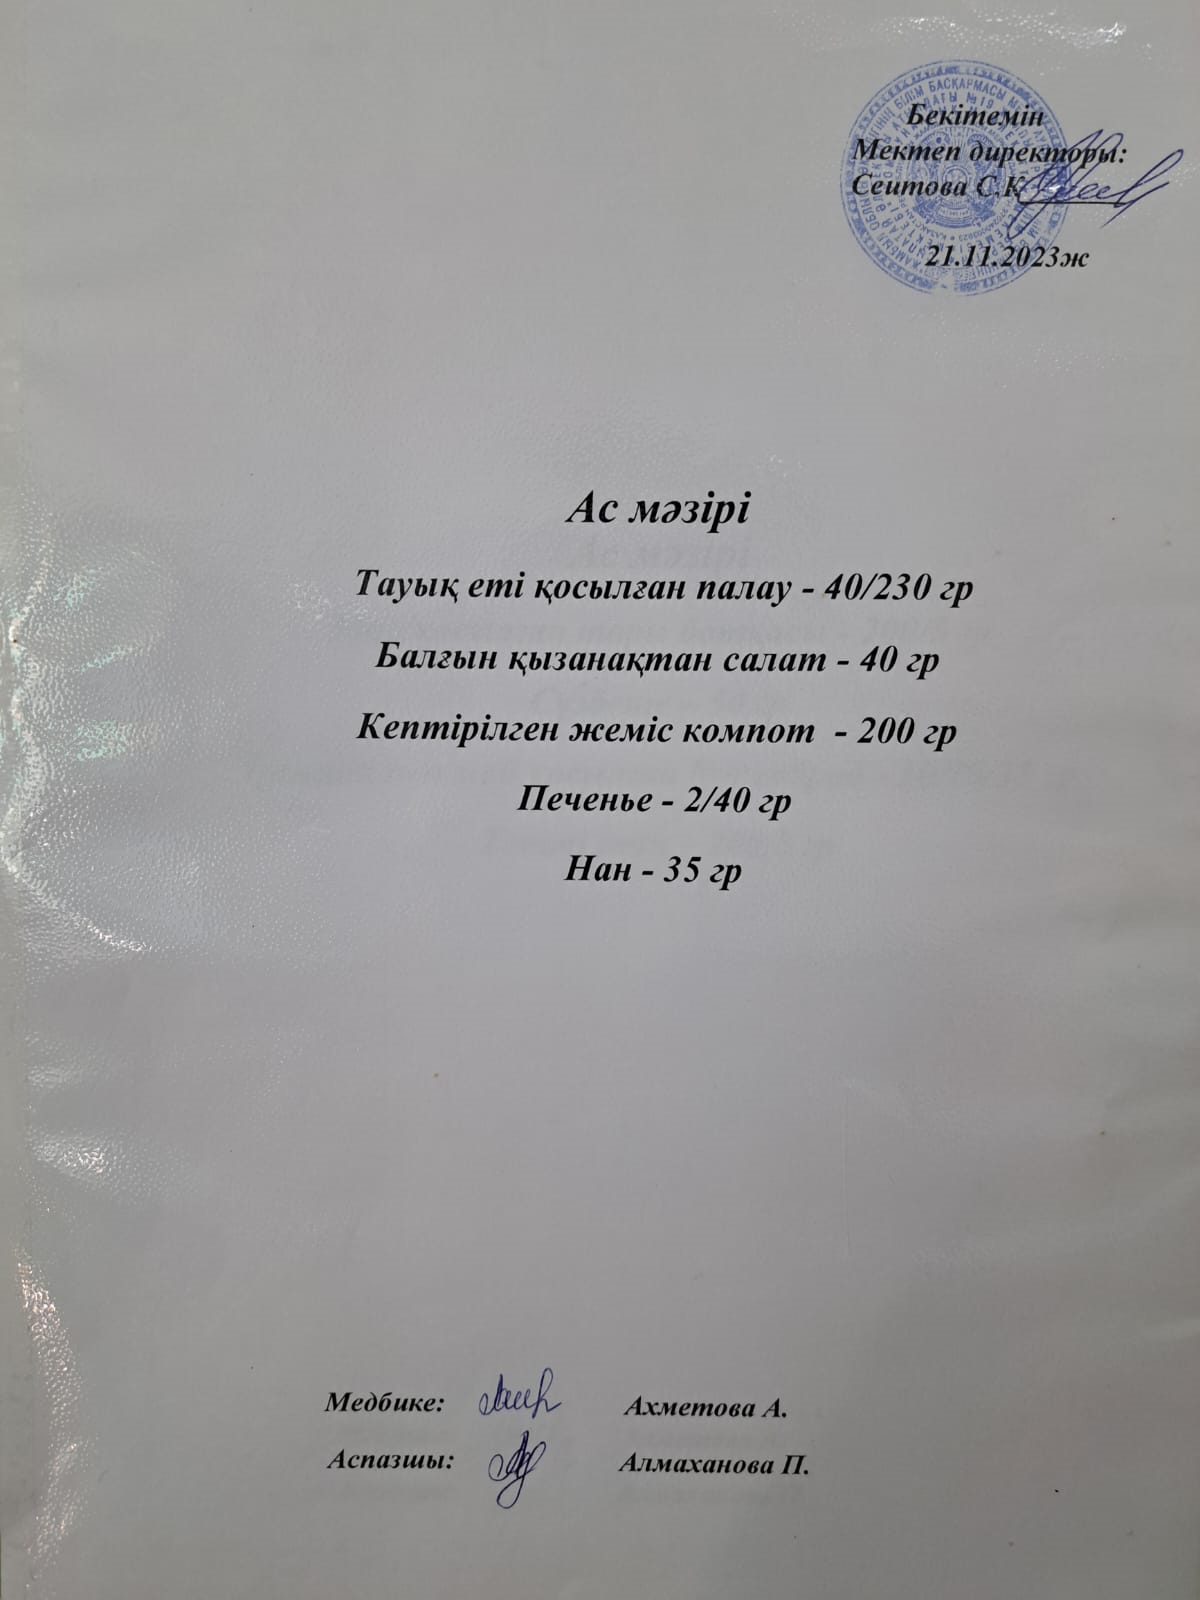 Бекітемін
Мектеп директоры:
Сеитова С.Қ
21.11.2023ж
Ас мәзірі
Тауық еті қосылған палау - 40/230 гр
Балғын қызанақтан салат - 40 гр
Кептірілген жеміс компот - 200 гр
Печенье - 2/40 гр
Нан - 35 гр
Медбике: Ахметова А.
Аспазшы: Алмаханова П.